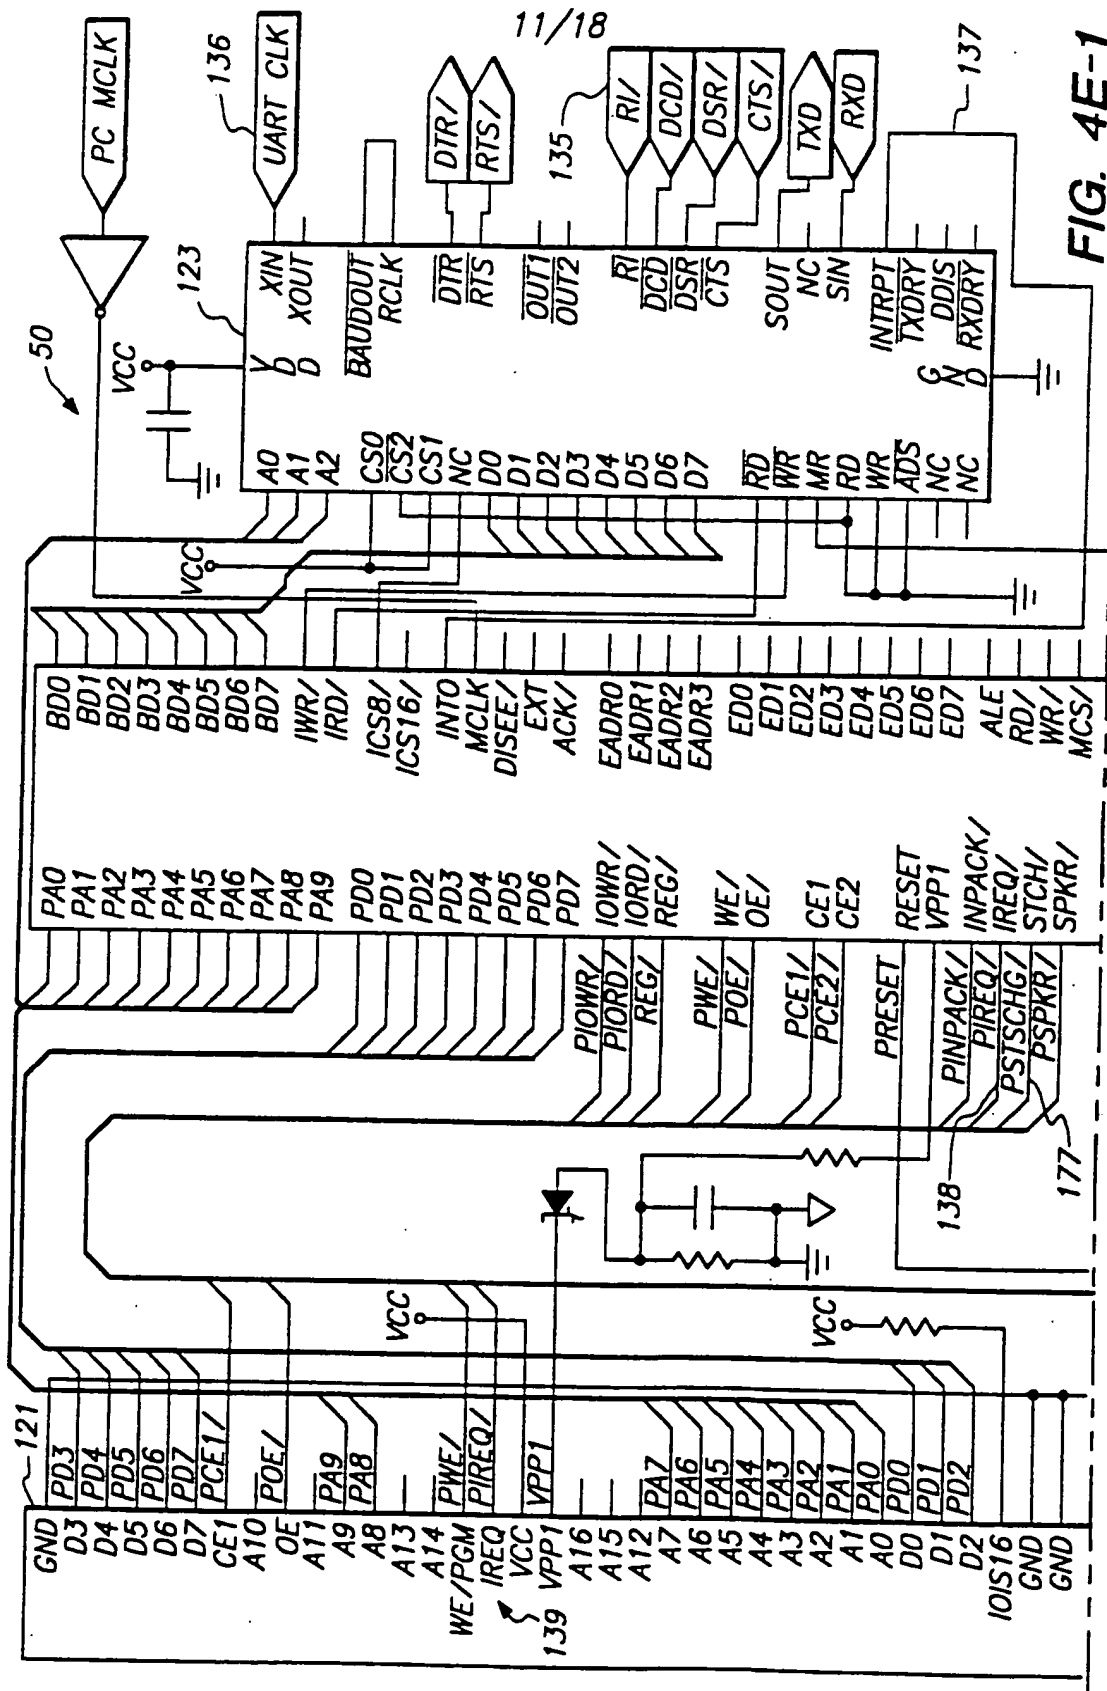 11/18
PC MCLK
136
UART CLK
DTR/
RTS/
135
RI/
DCD/
DSR/
CTS/
TXD
RXD
137
FIG. 4E-1
50
123
VCC
VDD
XIN
XOUT
BAUDOUT
RCLK
DTR
RTS
OUT1
OUT2
RI
DCD
DSR
CTS
SOUT
NC
SIN
INTRPT
TXDRY
DDIS
RXDRY
GND
A0
A1
A2
CS0
CS2
CS1
NC
D0
D1
D2
D3
D4
D5
D6
D7
RD
WR
MR
RD
WR
ADS
NC
NC
VCC
BD0
BD1
BD2
BD3
BD4
BD5
BD6
BD7
IWR/
IRD/
ICS8/
ICS16/
INTO
MCLK
DISEE/
EXT
ACK/
EADR0
EADR1
EADR2
EADR3
ED0
ED1
ED2
ED3
ED4
ED5
ED6
ED7
ALE
RD/
WR/
MCS/
PA0
PA1
PA2
PA3
PA4
PA5
PA6
PA7
PA8
PA9
PD0
PD1
PD2
PD3
PD4
PD5
PD6
PD7
IOWR/
IORD/
REG/
WE/
OE/
CE1
CE2
RESET
VPP1
INPACK/
IREQ/
STCH/
SPKR/
PIOWR/
PIORD/
REG/
PWE/
POE/
PCE1/
PCE2/
PRESET
PINPACK/
PIREQ/
PSTSCHG/
PSPKR/
138
177
VCC
VCC
121
PD3
PD4
PD5
PD6
PD7
PCE1/
POE/
PA9
PA8
PWE/
PIREQ/
VPP1
PA7
PA6
PA5
PA4
PA3
PA2
PA1
PA0
PD0
PD1
PD2
GND
D3
D4
D5
D6
D7
CE1
A10
OE
A11
A9
A8
A13
A14
WE/PGM
IREQ
VCC
VPP1
A16
A15
A12
A7
A6
A5
A4
A3
A2
A1
A0
D0
D1
D2
IOIS16
GND
GND
139